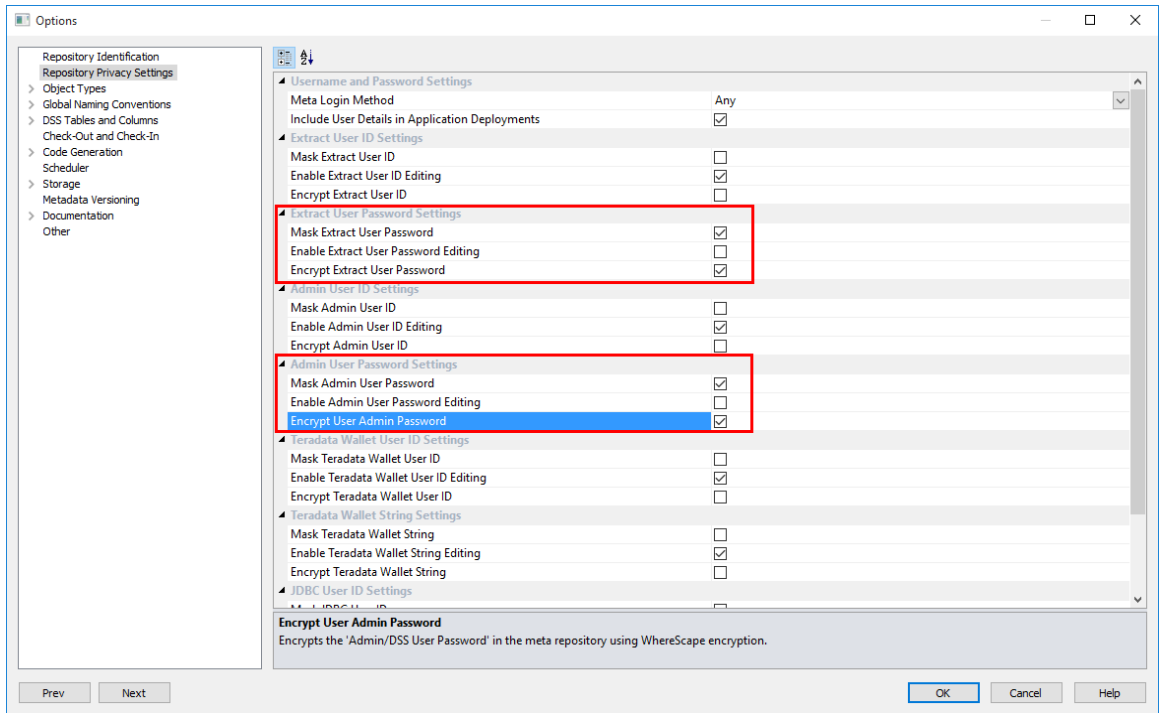 Options
Repository Identification
Repository Privacy Settings
Object Types
Global Naming Conventions
DSS Tables and Columns
Check-Out and Check-In
Code Generation
Scheduler
Storage
Metadata Versioning
Documentation
Other
Username and Password Settings
Meta Login Method Any
Include User Details in Application Deployments
Extract User ID Settings
Mask Extract User ID
Enable Extract User ID Editing
Encrypt Extract User ID
Extract User Password Settings
Mask Extract User Password
Enable Extract User Password Editing
Encrypt Extract User Password
Admin User ID Settings
Mask Admin User ID
Enable Admin User ID Editing
Encrypt Admin User ID
Admin User Password Settings
Mask Admin User Password
Enable Admin User Password Editing
Encrypt User Admin Password
Teradata Wallet User ID Settings
Mask Teradata Wallet User ID
Enable Teradata Wallet User ID Editing
Encrypt Teradata Wallet User ID
Teradata Wallet String Settings
Mask Teradata Wallet String
Enable Teradata Wallet String Editing
Encrypt Teradata Wallet String
JDBC User ID Settings
Encrypt User Admin Password
Encrypts the 'Admin/DSS User Password' in the meta repository using WhereScape encryption.
Prev Next OK Cancel Help